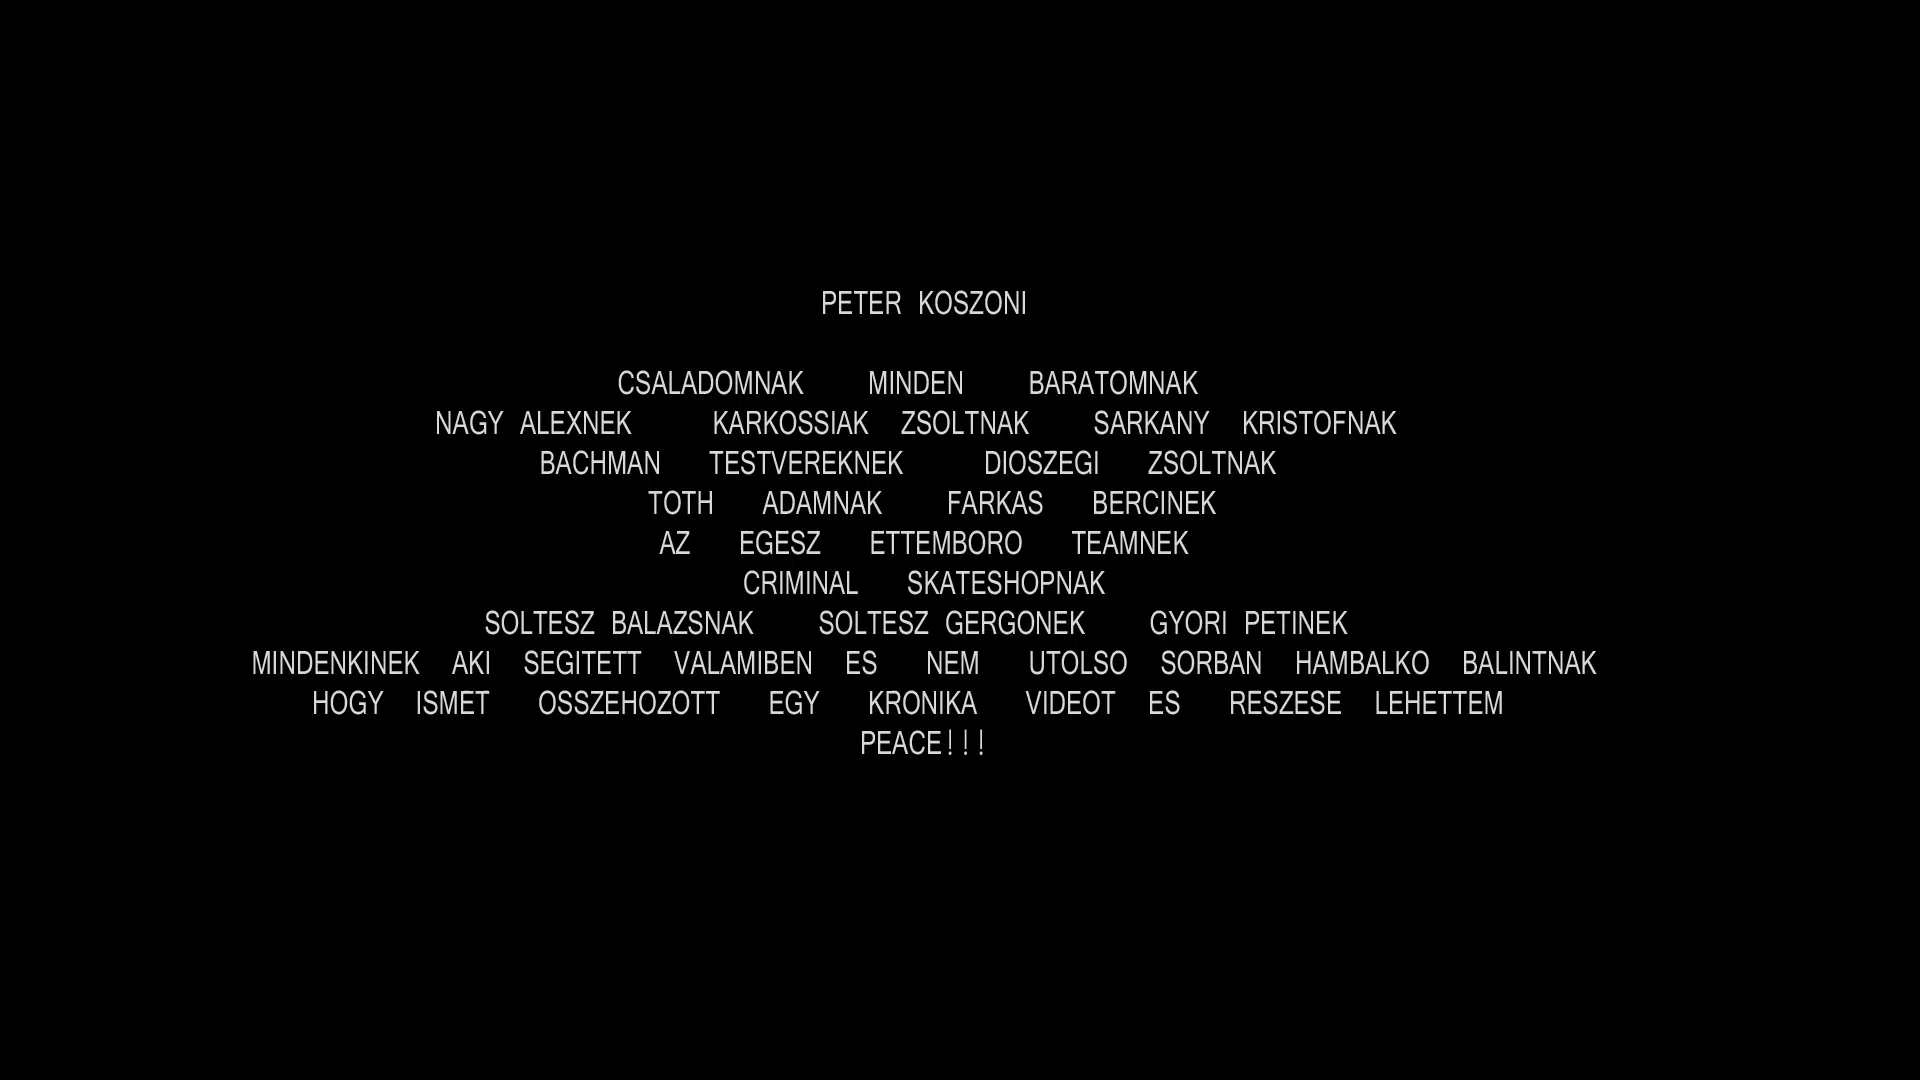 PETER KOSZONI
CSALADOMNAK MINDEN BARATOMNAK
NAGY ALEXNEK KARKOSSIAK ZSOLTNAK SARKANY KRISTOFNAK
BACHMAN TESTVEREKNEK DIOSZEGI ZSOLTNAK
TOTH ADAMNAK FARKAS BERCINEK
AZ EGESZ ETTEMBORO TEAMNEK
CRIMINAL SKATESHOPNAK
SOLTESZ BALAZSNAK SOLTESZ GERGONEK GYORI PETINEK
MINDENKINEK AKI SEGITETT VALAMIBEN ES NEM UTOLSO SORBAN HAMBALKO BALINTNAK
HOGY ISMET OSSZEHOZOTT EGY KRONIKA VIDEOT ES RESZESE LEHETTEM
PEACE!!!